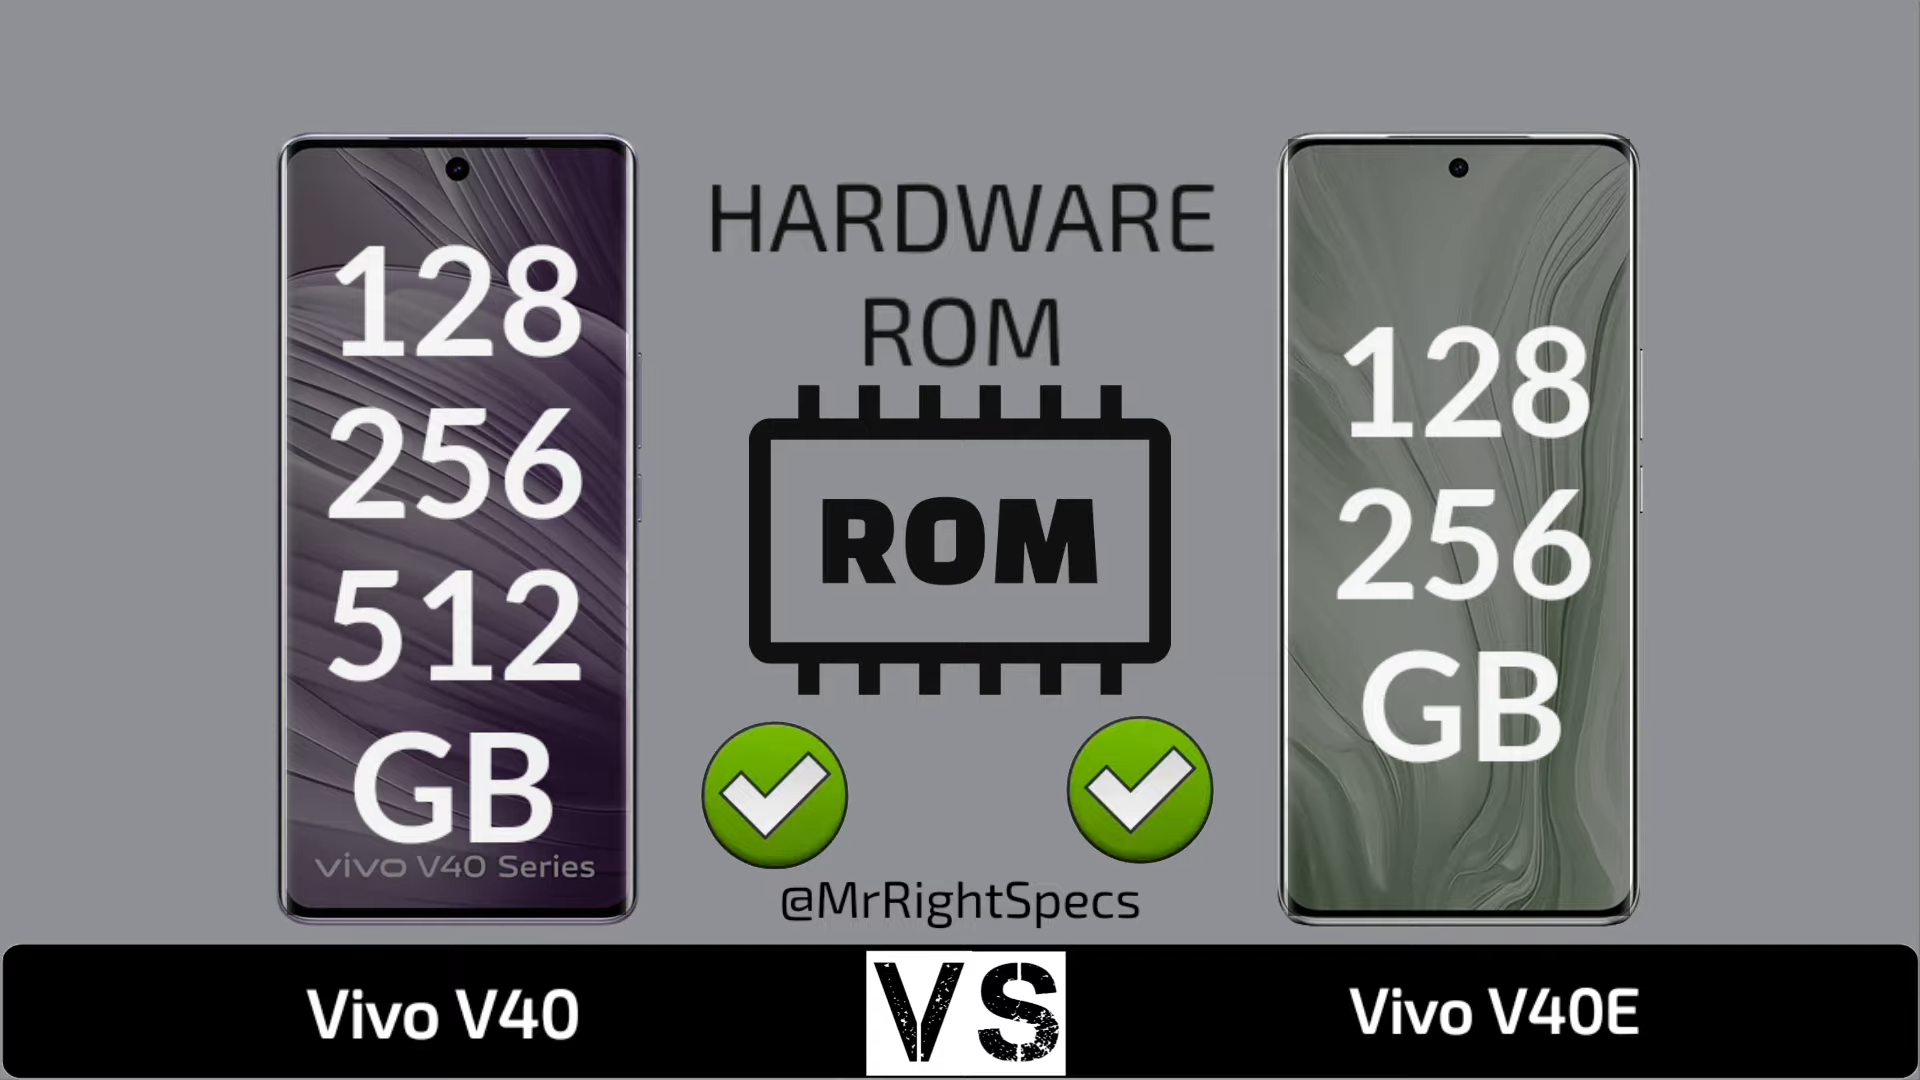 HARDWARE
ROM
128
256
512
GB
vivo V40 Series
ROM
128
256
GB
@MrRightSpecs
Vivo V40
VS
Vivo V40E